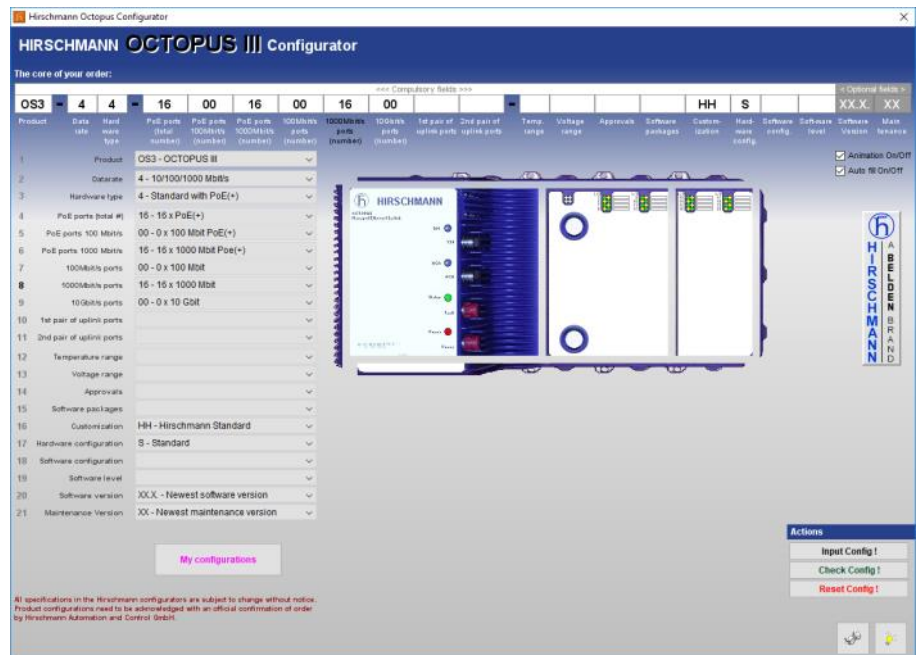 Hirschmann Octopus Configurator
HIRSCHMANN OCTOPUS III Configurator
The core of your order:
<<< Compulsory fields >>>
< Optional fields >
OS3 - 4 4 - 16 00 16 00 16 00 - HH S XX.X. XX
Product
Data rate
Hard ware type
PoE ports (total number)
PoE ports 100Mbit/s (number)
PoE ports 1000Mbit/s (number)
100Mbit/s ports (number)
1000Mbit/s ports (number)
10Gbit/s ports (number)
1st pair of uplink ports
2nd pair of uplink ports
Temp. range
Voltage range
Approvals
Software packages
Custom- ization
Hard- ware config.
Software config.
Software level
Software Version
Main tenance
Animation On/Off
Auto fill On/Off
1 Product OS3 - OCTOPUS III
2 Datarate 4 - 10/100/1000 Mbit/s
3 Hardware type 4 - Standard with PoE(+)
4 PoE ports (total #) 16 - 16 x PoE(+)
5 PoE ports 100 Mbit/s 00 - 0 x 100 Mbit PoE(+)
6 PoE ports 1000 Mbit/s 16 - 16 x 1000 Mbit Poe(+)
7 100Mbit/s ports 00 - 0 x 100 Mbit
8 1000Mbit/s ports 16 - 16 x 1000 Mbit
9 10Gbit/s ports 00 - 0 x 10 Gbit
10 1st pair of uplink ports
11 2nd pair of uplink ports
12 Temperature range
13 Voltage range
14 Approvals
15 Software packages
16 Customization HH - Hirschmann Standard
17 Hardware configuration S - Standard
18 Software configuration
19 Software level
20 Software version XX.X. - Newest software version
21 Maintenance Version XX - Newest maintenance version
HIRSCHMANN
HIRSCHMANN
A BELDEN BRAND
My configurations
Actions
Input Config !
Check Config !
Reset Config !
All specifications in the Hirschmann configurators are subject to change without notice.
Product configurations need to be acknowledged with an official confirmation of order
by Hirschmann Automation and Control GmbH.